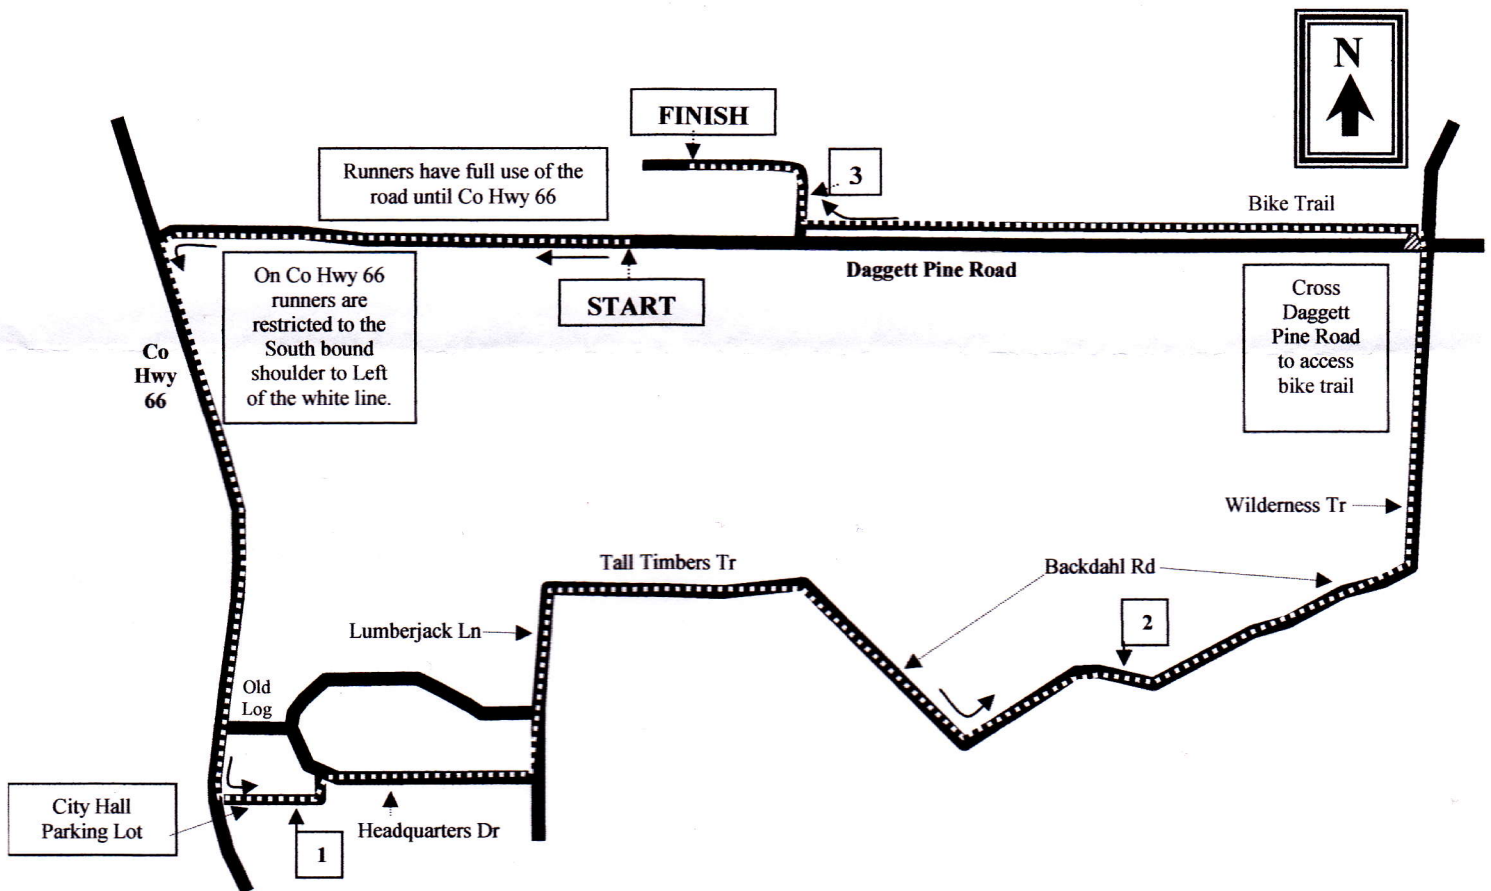 N
FINISH
Runners have full use of the
road until Co Hwy 66
3
Bike Trail
Daggett Pine Road
START
On Co Hwy 66
runners are
restricted to the
South bound
shoulder to Left
of the white line.
Cross
Daggett
Pine Road
to access
bike trail
Co
Hwy
66
Wilderness Tr
Tall Timbers Tr
Backdahl Rd
2
Lumberjack Ln
Old
Log
City Hall
Parking Lot
Headquarters Dr
1